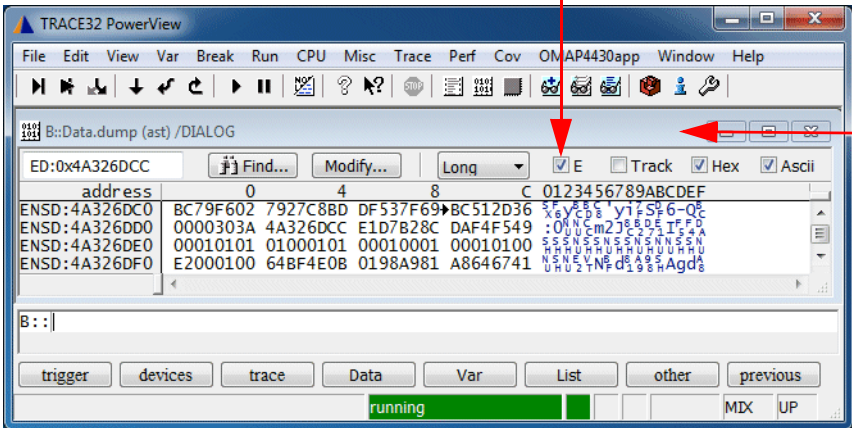 TRACE32 PowerView
File Edit View Var Break Run CPU Misc Trace Perf Cov OMAP4430app Window Help
STOP
B::Data.dump (ast) /DIALOG
ED:0x4A326DCC Find... Modify... Long E Track Hex Ascii
address 0 4 8 C 0123456789ABCDEF
ENSD:4A326DC0 BC79F602 7927C8BD DF537F69 BC512D36
ENSD:4A326DD0 0000303A 4A326DCC E1D7B28C DAF4F549
ENSD:4A326DE0 00010101 01000101 00010001 00010100
ENSD:4A326DF0 E2000100 64BF4E0B 0198A981 A8646741
B::
trigger devices trace Data Var List other previous
running MIX UP